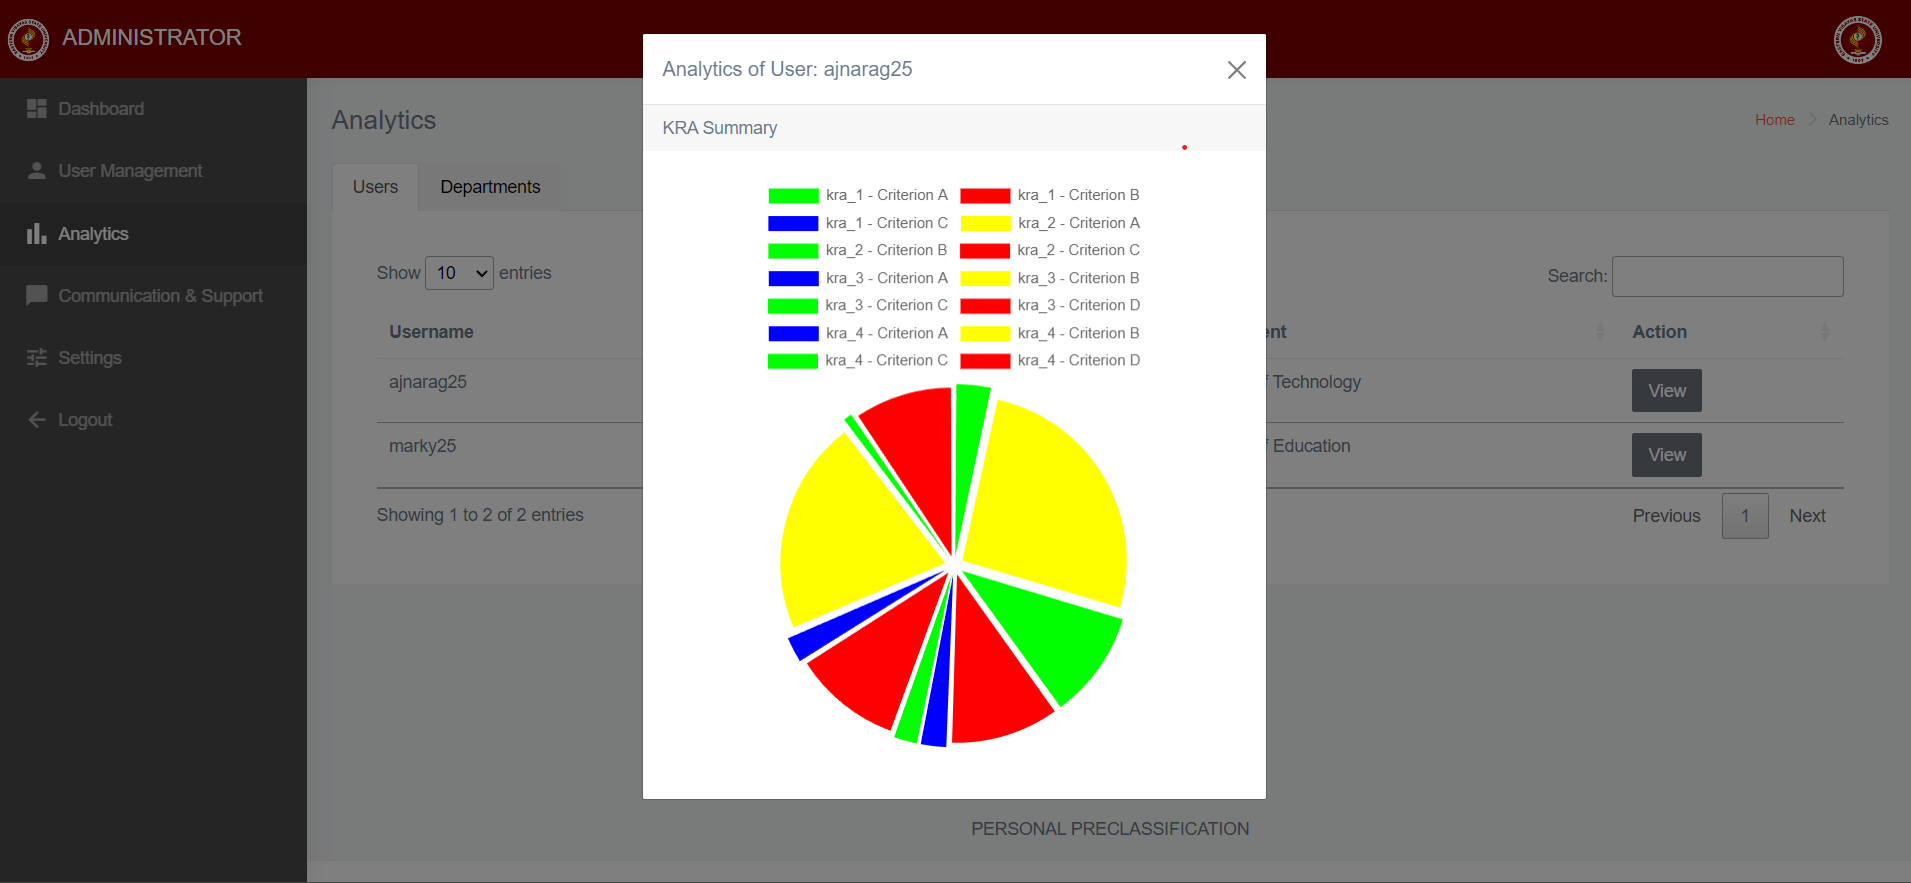 ADMINISTRATOR
Dashboard
User Management
Analytics
Communication & Support
Settings
Logout
Analytics
Home
Analytics
Users
Departments
Show 10 entries
Search:
Username
ent
Action
ajnarag25
f Technology
View
marky25
f Education
View
Showing 1 to 2 of 2 entries
Previous 1 Next
Analytics of User: ajnarag25
KRA Summary
kra_1 - Criterion A kra_1 - Criterion B
kra_1 - Criterion C kra_2 - Criterion A
kra_2 - Criterion B kra_2 - Criterion C
kra_3 - Criterion A kra_3 - Criterion B
kra_3 - Criterion C kra_3 - Criterion D
kra_4 - Criterion A kra_4 - Criterion B
kra_4 - Criterion C kra_4 - Criterion D
PERSONAL PRECLASSIFICATION